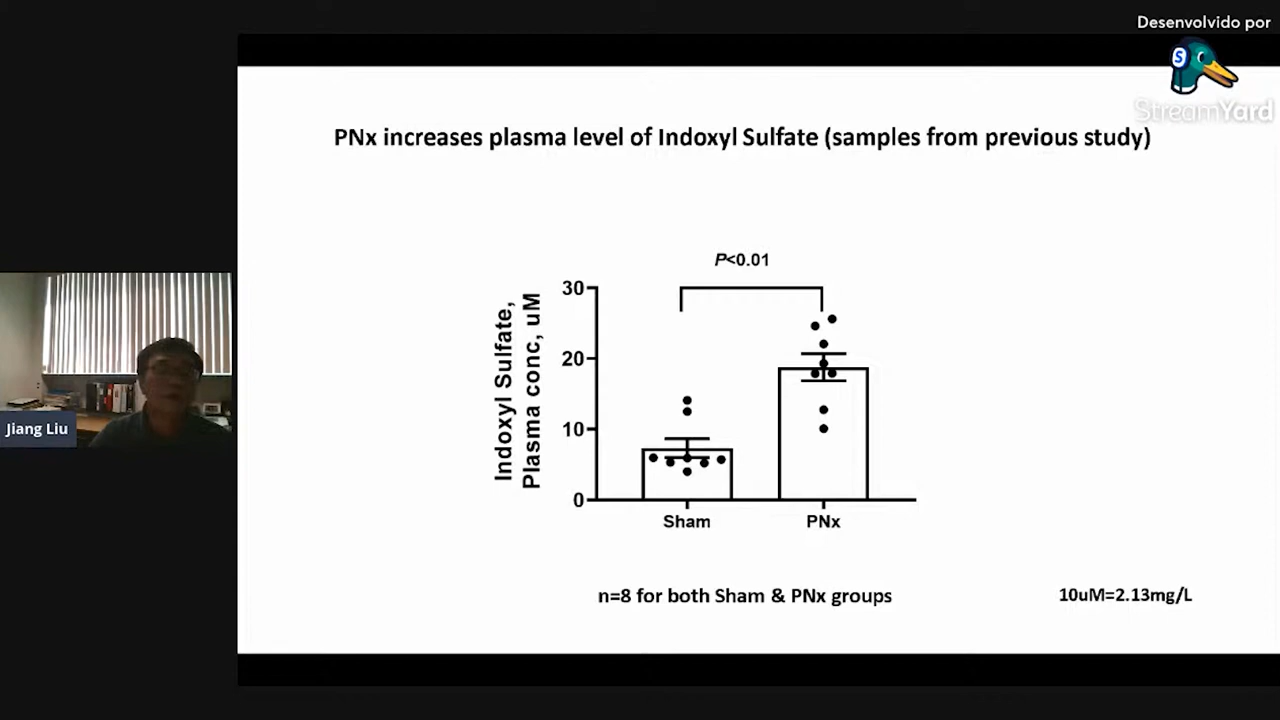 Desenvolvido por
StreamYard
PNx increases plasma level of Indoxyl Sulfate (samples from previous study)
P<0.01
Indoxyl Sulfate,
Plasma conc, uM
30
20
10
0
Sham
PNx
n=8 for both Sham & PNx groups
10uM=2.13mg/L
Jiang Liu